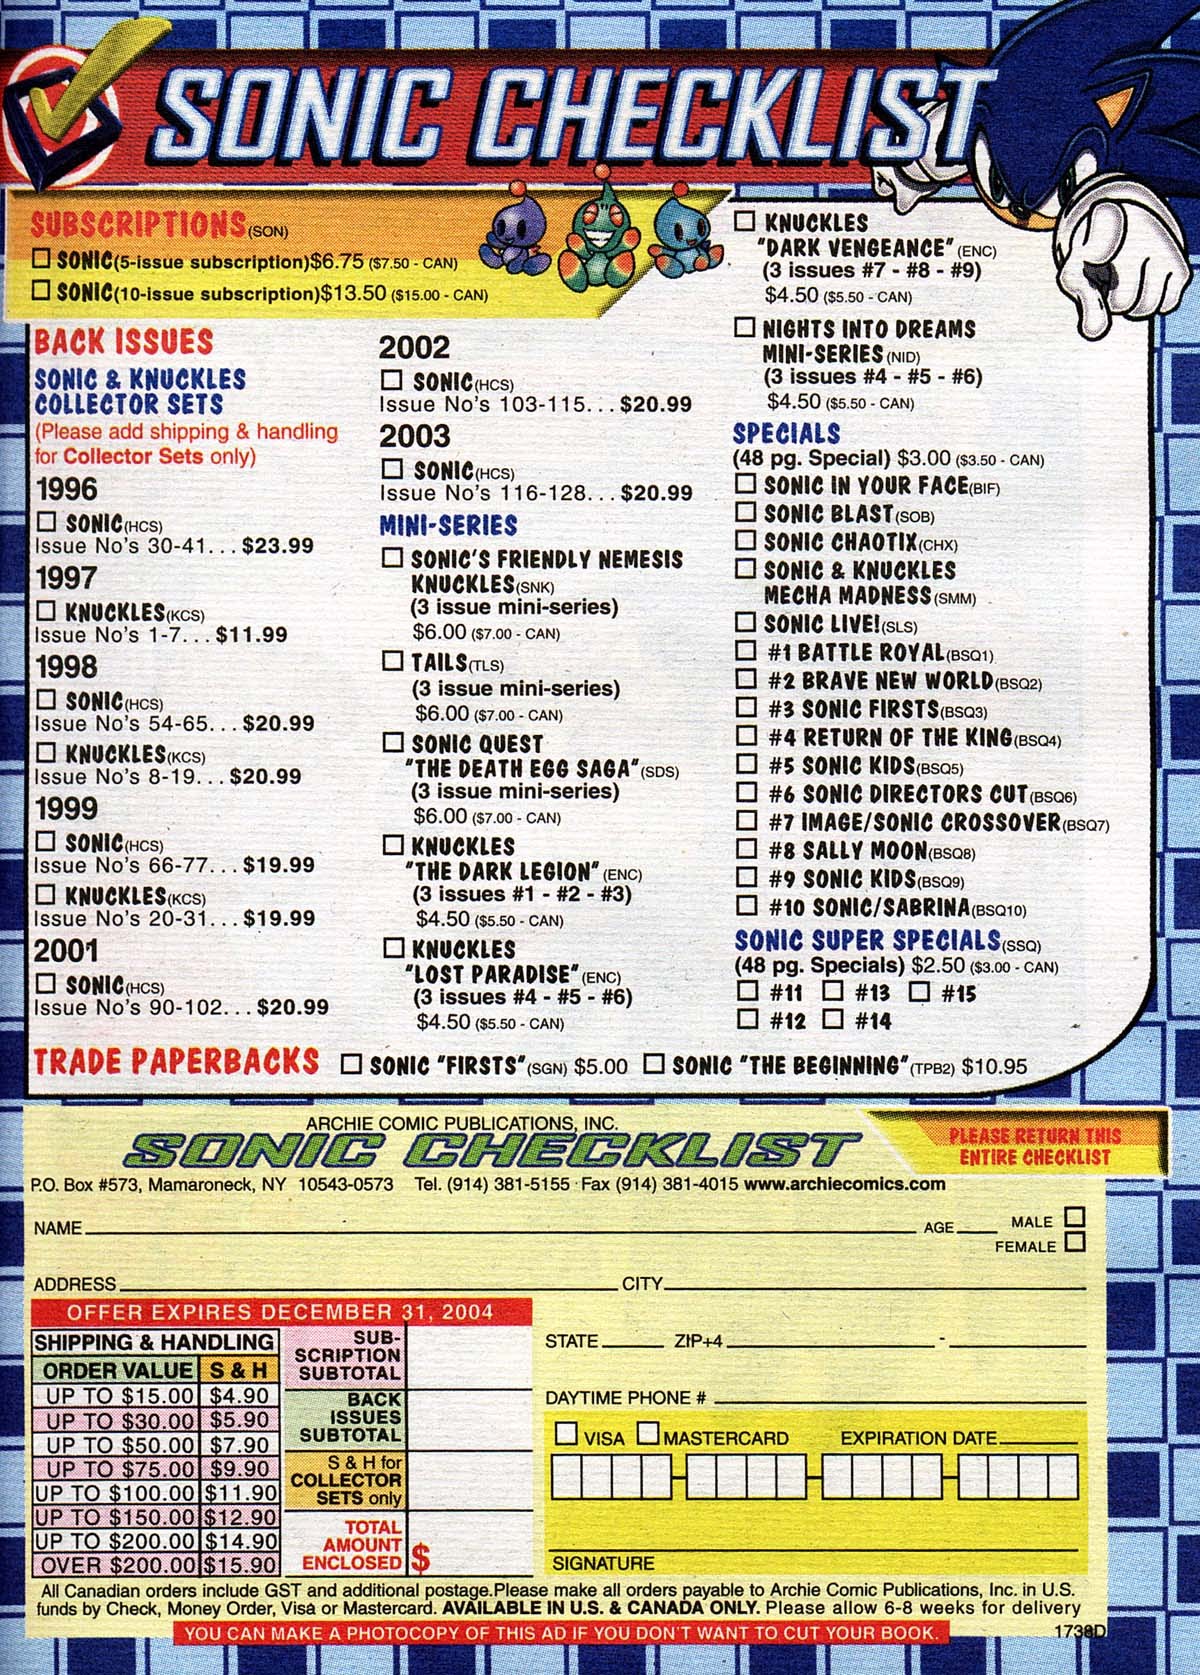 SONIC CHECKLIST
SUBSCRIPTIONS (SON)
SONIC (5-issue subscription) $6.75 ($7.50 - CAN)
SONIC (10-issue subscription) $13.50 ($15.00 - CAN)
BACK ISSUES
SONIC & KNUCKLES
COLLECTOR SETS
(Please add shipping & handling
for Collector Sets only)
1996
SONIC (HCS)
Issue No's 30-41... $23.99
1997
KNUCKLES (KCS)
Issue No's 1-7... $11.99
1998
SONIC (HCS)
Issue No's 54-65... $20.99
KNUCKLES (KCS)
Issue No's 8-19... $20.99
1999
SONIC (HCS)
Issue No's 66-77... $19.99
KNUCKLES (KCS)
Issue No's 20-31... $19.99
2001
SONIC (HCS)
Issue No's 90-102... $20.99
2002
SONIC (HCS)
Issue No's 103-115... $20.99
2003
SONIC (HCS)
Issue No's 116-128... $20.99
MINI-SERIES
SONIC'S FRIENDLY NEMESIS
KNUCKLES (SNK)
(3 issue mini-series)
$6.00 ($7.00 - CAN)
TAILS (TLS)
(3 issue mini-series)
$6.00 ($7.00 - CAN)
SONIC QUEST
"THE DEATH EGG SAGA" (SDS)
(3 issue mini-series)
$6.00 ($7.00 - CAN)
KNUCKLES
"THE DARK LEGION" (ENC)
(3 issues #1 - #2 - #3)
$4.50 ($5.50 - CAN)
KNUCKLES
"LOST PARADISE" (ENC)
(3 issues #4 - #5 - #6)
$4.50 ($5.50 - CAN)
KNUCKLES
"DARK VENGEANCE" (ENC)
(3 issues #7 - #8 - #9)
$4.50 ($5.50 - CAN)
NIGHTS INTO DREAMS
MINI-SERIES (NID)
(3 issues #4 - #5 - #6)
$4.50 ($5.50 - CAN)
SPECIALS
(48 pg. Special) $3.00 ($3.50 - CAN)
SONIC IN YOUR FACE (BIF)
SONIC BLAST (SOB)
SONIC CHAOTIX (CHX)
SONIC & KNUCKLES
MECHA MADNESS (SMM)
SONIC LIVE! (SLS)
#1 BATTLE ROYAL (BSQ1)
#2 BRAVE NEW WORLD (BSQ2)
#3 SONIC FIRSTS (BSQ3)
#4 RETURN OF THE KING (BSQ4)
#5 SONIC KIDS (BSQ5)
#6 SONIC DIRECTORS CUT (BSQ6)
#7 IMAGE/SONIC CROSSOVER (BSQ7)
#8 SALLY MOON (BSQ8)
#9 SONIC KIDS (BSQ9)
#10 SONIC/SABRINA (BSQ10)
SONIC SUPER SPECIALS (SSQ)
(48 pg. Specials) $2.50 ($3.00 - CAN)
#11 #13 #15
#12 #14
TRADE PAPERBACKS SONIC "FIRSTS" (SGN) $5.00 SONIC "THE BEGINNING" (TPB2) $10.95
ARCHIE COMIC PUBLICATIONS, INC.
SONIC CHECKLIST
PLEASE RETURN THIS
ENTIRE CHECKLIST
P.O. Box #573, Mamaroneck, NY 10543-0573 Tel. (914) 381-5155 · Fax (914) 381-4015 www.archiecomics.com
NAME AGE MALE
FEMALE
ADDRESS CITY
OFFER EXPIRES DECEMBER 31, 2004
SHIPPING & HANDLING
ORDER VALUE S & H
UP TO $15.00 $4.90
UP TO $30.00 $5.90
UP TO $50.00 $7.90
UP TO $75.00 $9.90
UP TO $100.00 $11.90
UP TO $150.00 $12.90
UP TO $200.00 $14.90
OVER $200.00 $15.90
SUB-
SCRIPTION
SUBTOTAL
BACK
ISSUES
SUBTOTAL
S & H for
COLLECTOR
SETS only
TOTAL
AMOUNT
ENCLOSED $
STATE ZIP+4 -
DAYTIME PHONE #
VISA MASTERCARD EXPIRATION DATE
SIGNATURE
All Canadian orders include GST and additional postage. Please make all orders payable to Archie Comic Publications, Inc. in U.S.
funds by Check, Money Order, Visa or Mastercard. AVAILABLE IN U.S. & CANADA ONLY. Please allow 6-8 weeks for delivery
YOU CAN MAKE A PHOTOCOPY OF THIS AD IF YOU DON'T WANT TO CUT YOUR BOOK.
1738D